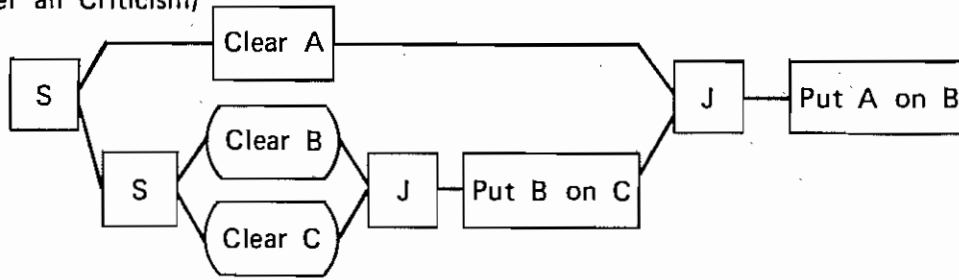 er all Criticism)
Clear A
S
J
Put A on B
Clear B
S
J
Put B on C
Clear C